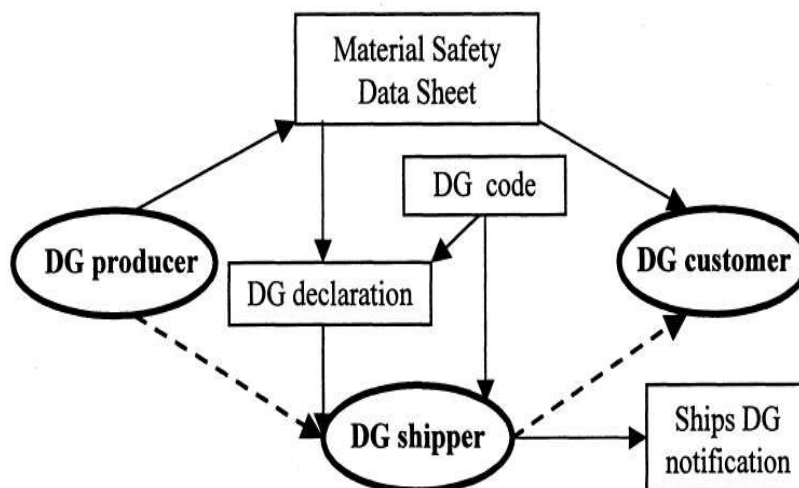 Material Safety
Data Sheet
DG code
DG producer
DG customer
DG declaration
DG shipper
Ships DG
notification